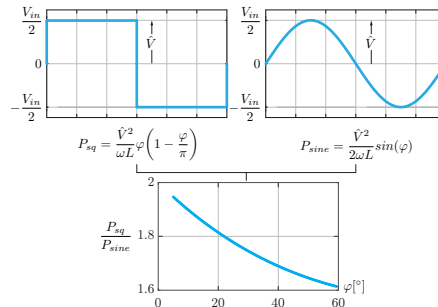 V_in/2
V̂
0
-V_in/2
V_in/2
V̂
0
-V_in/2
P_sq = V̂²/ωL φ(1 - φ/π)
P_sine = V̂²/2ωL sin(φ)
2
P_sq/P_sine
1.8
1.6
0 20 40 60
φ[°]